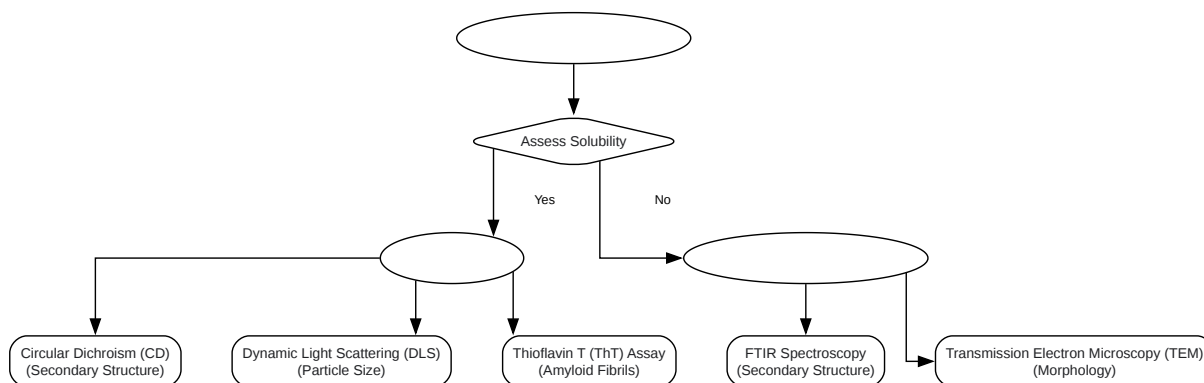 Assess Solubility
Yes
No
Circular Dichroism (CD)
(Secondary Structure)
Dynamic Light Scattering (DLS)
(Particle Size)
Thioflavin T (ThT) Assay
(Amyloid Fibrils)
FTIR Spectroscopy
(Secondary Structure)
Transmission Electron Microscopy (TEM)
(Morphology)